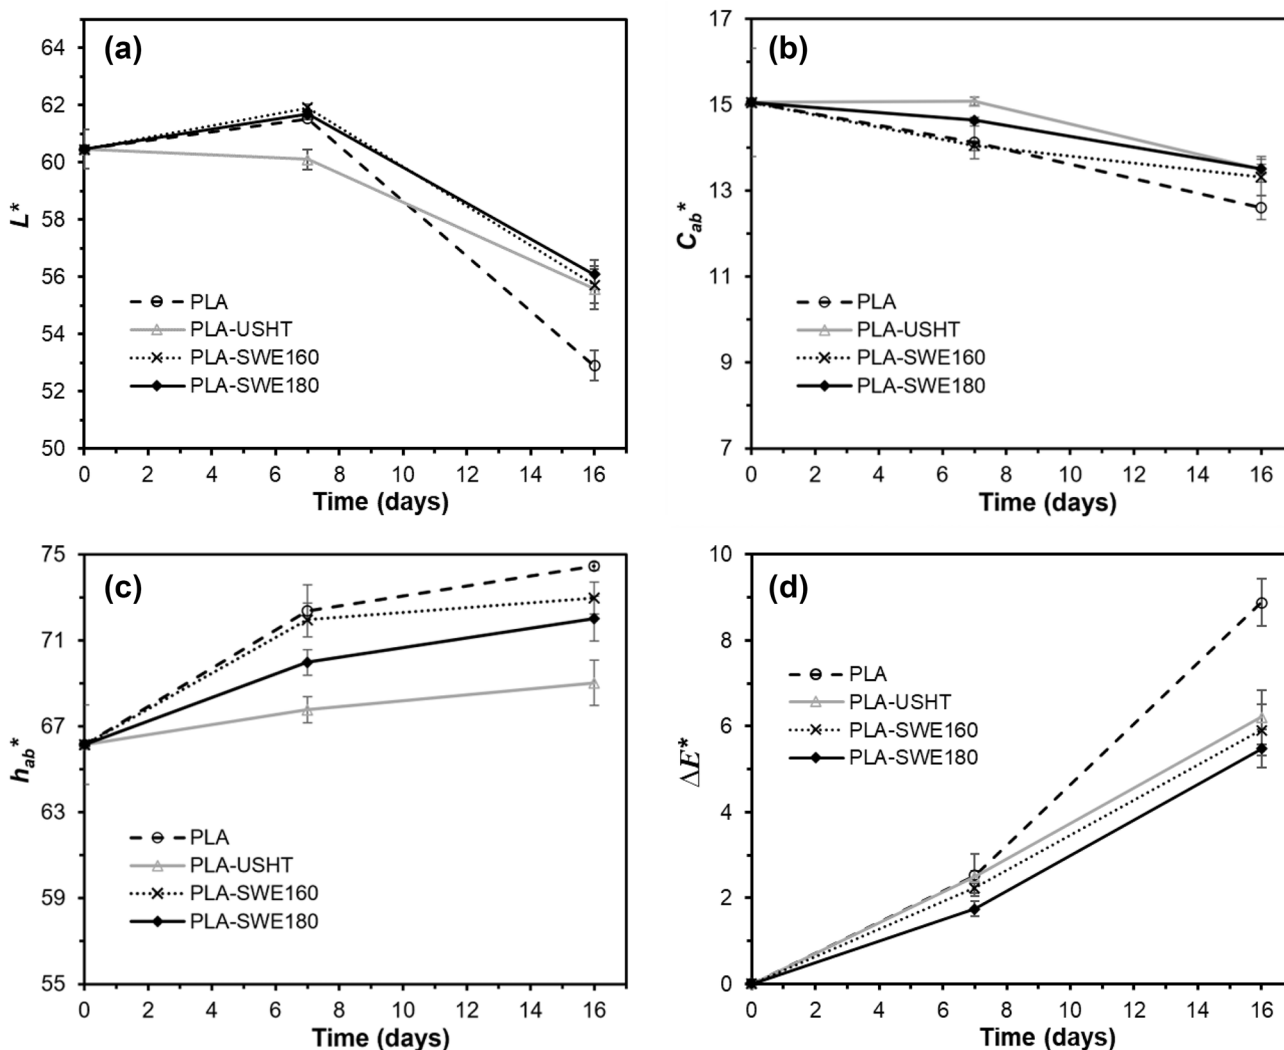 (a)
64
62
60
58
56
54
52
50
L*
PLA
PLA-USHT
PLA-SWE160
PLA-SWE180
0 2 4 6 8 10 12 14 16
Time (days)
(b)
17
15
13
11
9
7
C_ab*
PLA
PLA-USHT
PLA-SWE160
PLA-SWE180
0 2 4 6 8 10 12 14 16
Time (days)
(c)
75
71
67
63
59
55
h_ab*
PLA
PLA-USHT
PLA-SWE160
PLA-SWE180
0 2 4 6 8 10 12 14 16
Time (days)
(d)
10
8
6
4
2
0
ΔE*
PLA
PLA-USHT
PLA-SWE160
PLA-SWE180
0 2 4 6 8 10 12 14 16
Time (days)